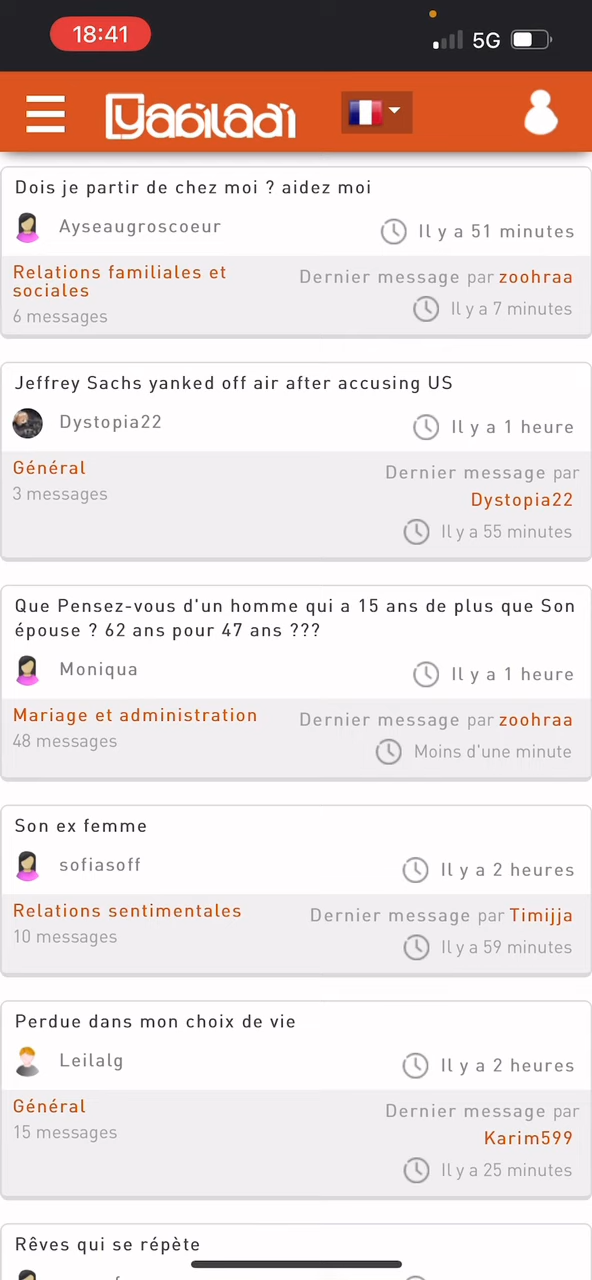 18:41
5G
Yabiladi
Dois je partir de chez moi ? aidez moi
Ayseaugroscoeur
Il y a 51 minutes
Relations familiales et
sociales
6 messages
Dernier message par zoohraa
Il y a 7 minutes
Jeffrey Sachs yanked off air after accusing US
Dystopia22
Il y a 1 heure
Général
3 messages
Dernier message par
Dystopia22
Il y a 55 minutes
Que Pensez-vous d'un homme qui a 15 ans de plus que Son
épouse ? 62 ans pour 47 ans ???
Moniqua
Il y a 1 heure
Mariage et administration
48 messages
Dernier message par zoohraa
Moins d'une minute
Son ex femme
sofiasoff
Il y a 2 heures
Relations sentimentales
10 messages
Dernier message par Timijja
Il y a 59 minutes
Perdue dans mon choix de vie
Leilalg
Il y a 2 heures
Général
15 messages
Dernier message par
Karim599
Il y a 25 minutes
Rêves qui se répète